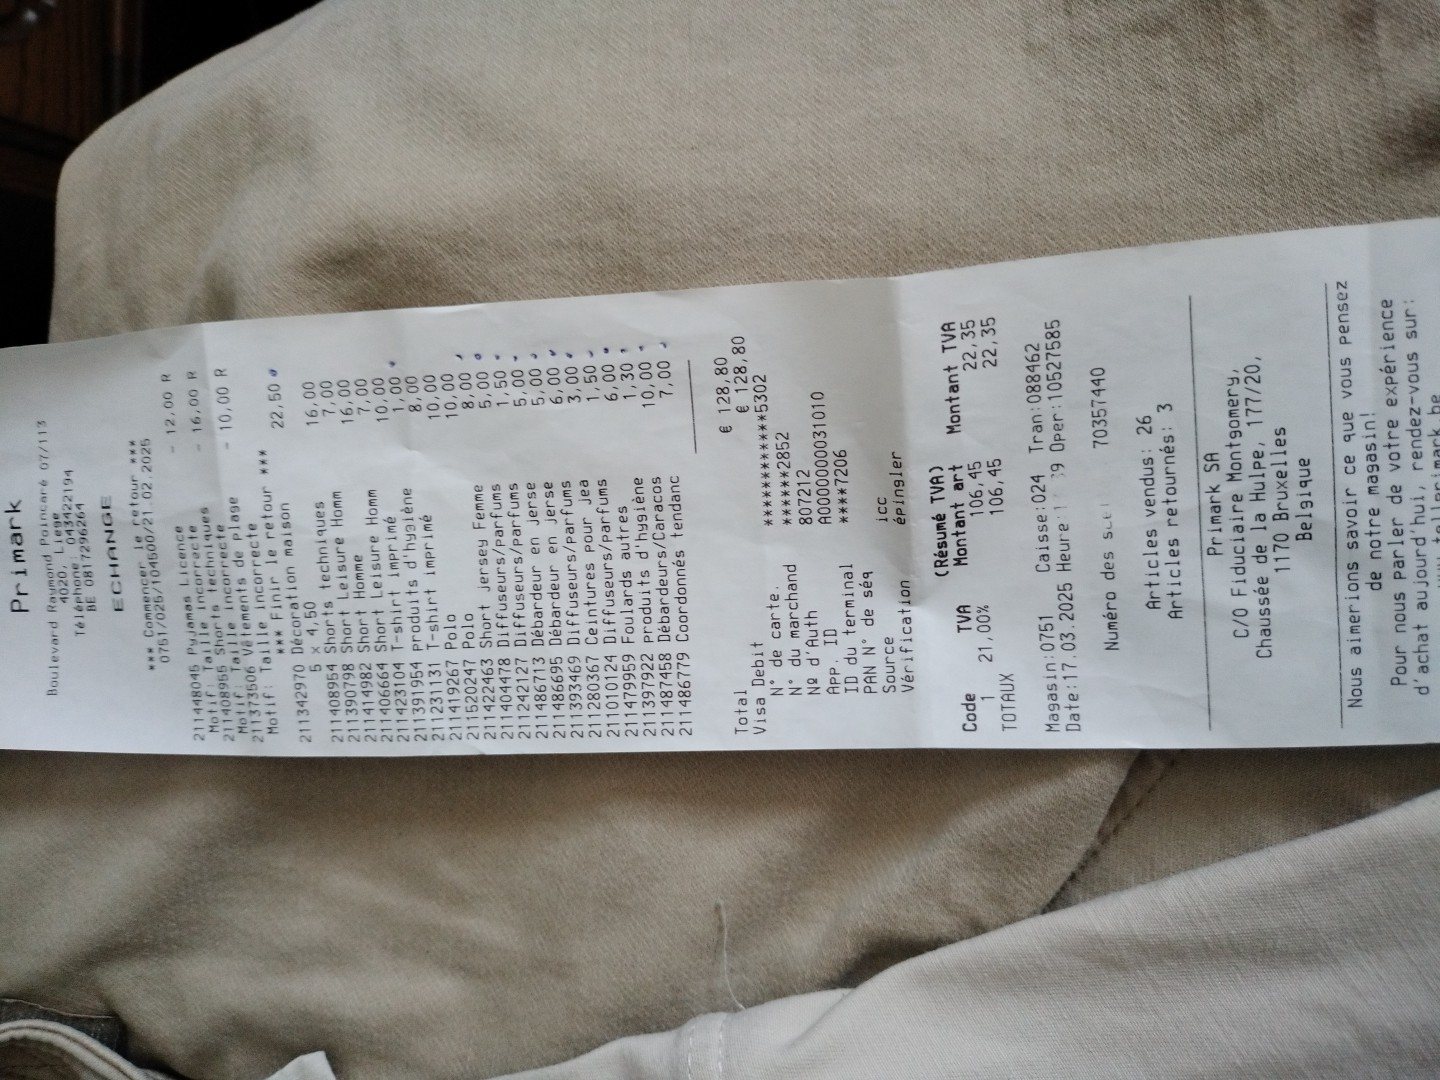 Primark
Boulevard Raymond Poincaré 07/113
4020, Liege
Téléphone 043422194
BE 0817296264
ECHANGE
*** Commencer le retour ***
0751/025/104500/21.02.2025
211448045 Pyjamas Licence - 12,00 R
Motif: Taille incorrecte
211408955 Shorts techniques - 16,00 R
Motif: Taille incorrecte
211373506 Vêtements de plage - 10,00 R
Motif: Taille incorrecte
*** Finir le retour ***
211342970 Décoration maison 22,50
5 x 4,50
211408954 Shorts techniques 16,00
211390798 Short Leisure Homm 7,00
211414982 Short Homme 16,00
211406664 Short Leisure Homm 7,00
211423104 T-shirt imprimé 10,00
211391954 produits d'hygiène 1,00
211231131 T-shirt imprimé 8,00
211419267 Polo 10,00
211520247 Polo 10,00
211422463 Short Jersey Femme 8,00
211404478 Diffuseurs/parfums 5,00
211242127 Diffuseurs/parfums 1,50
211486713 Débardeur en jerse 5,00
211486695 Débardeur en jerse 5,00
211393469 Diffuseurs/parfums 6,00
211280367 Ceintures pour jea 3,00
211010124 Diffuseurs/parfums 1,50
211479959 Foulards autres 6,00
211397922 produits d'hygiène 1,30
211487458 Débardeurs/Caracos 10,00
211486779 Coordonnés tendanc 7,00
Total € 128,80
Visa Debit € 128,80
N° de carte. ************5302
N° du marchand ******2852
Nº d'Auth 807212
App. ID A0000000031010
ID du terminal ****7206
PAN N° de séq
Source icc
Vérification épingler
(Résumé TVA)
Code TVA Montant art Montant TVA
1 21,00% 106,45 22,35
TOTAUX 106,45 22,35
Magasin:0751 Caisse:024 Tran:088462
Date:17.03.2025 Heure: Oper:10527585
Numéro des 70357440
Articles vendus: 26
Articles retournés: 3
Primark SA
C/O Fiduciaire Montgomery,
Chaussée de la Hulpe, 177/20,
1170 Bruxelles
Belgique
Nous aimerions savoir ce que vous pensez
de notre magasin!
Pour nous parler de votre expérience
d'achat aujourd'hui, rendez-vous sur: